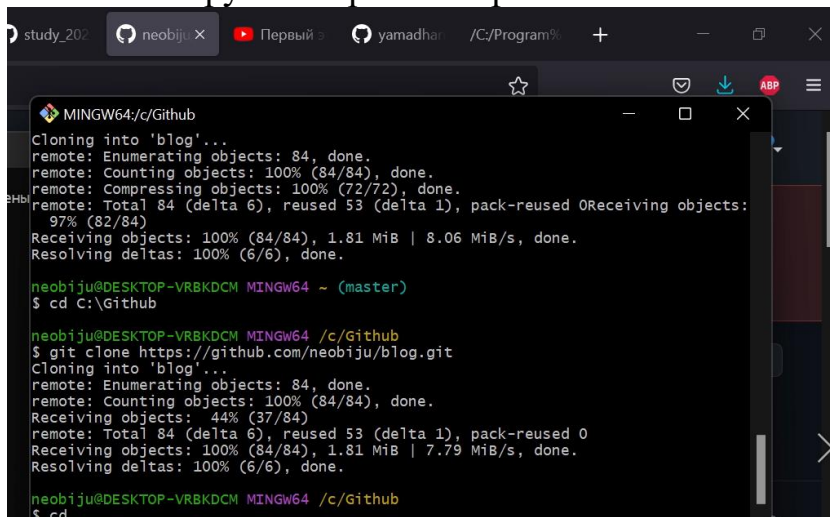 study_202
neobiju
Первый э
yamadhar
/C:/Program%
ABP
MINGW64:/c/Github
Cloning into 'blog'...
remote: Enumerating objects: 84, done.
remote: Counting objects: 100% (84/84), done.
remote: Compressing objects: 100% (72/72), done.
remote: Total 84 (delta 6), reused 53 (delta 1), pack-reused 0Receiving objects:
97% (82/84)
Receiving objects: 100% (84/84), 1.81 MiB | 8.06 MiB/s, done.
Resolving deltas: 100% (6/6), done.
neobiju@DESKTOP-VRBKDCM MINGW64 ~ (master)
$ cd C:\Github
neobiju@DESKTOP-VRBKDCM MINGW64 /c/Github
$ git clone https://github.com/neobiju/blog.git
Cloning into 'blog'...
remote: Enumerating objects: 84, done.
remote: Counting objects: 100% (84/84), done.
Receiving objects: 44% (37/84)
remote: Total 84 (delta 6), reused 53 (delta 1), pack-reused 0
Receiving objects: 100% (84/84), 1.81 MiB | 7.79 MiB/s, done.
Resolving deltas: 100% (6/6), done.
neobiju@DESKTOP-VRBKDCM MINGW64 /c/Github
$ cd